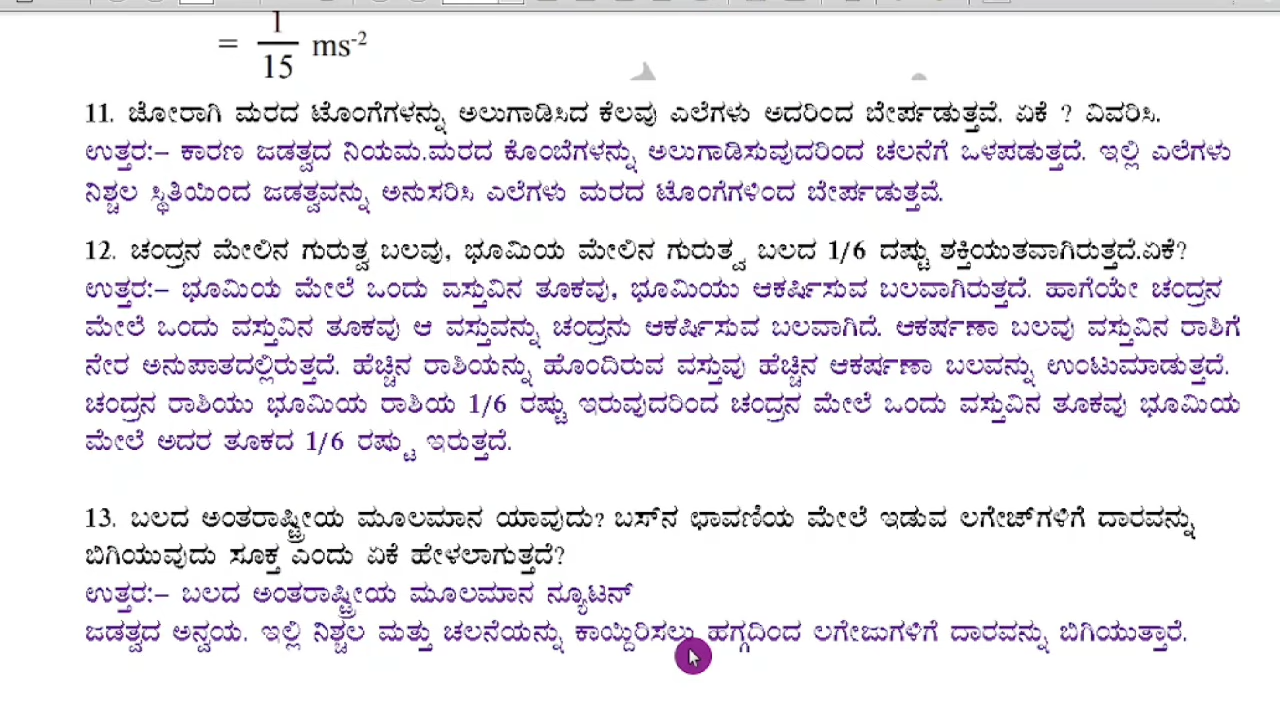 = 1/15 ms-2
11. ಜೋರಾಗಿ ಮರದ ಟೊಂಗೆಗಳನ್ನು ಅಲುಗಾಡಿಸಿದ ಕೆಲವು ಎಲೆಗಳು ಅದರಿಂದ ಬೇರ್ಪಡುತ್ತವೆ. ಏಕೆ ? ವಿವರಿಸಿ.
ಉತ್ತರ:– ಕಾರಣ ಜಡತ್ವದ ನಿಯಮ.ಮರದ ಕೊಂಬೆಗಳನ್ನು ಅಲುಗಾಡಿಸುವುದರಿಂದ ಚಲನೆಗೆ ಒಳಪಡುತ್ತದೆ. ಇಲ್ಲಿ ಎಲೆಗಳು
ನಿಶ್ಚಲ ಸ್ಥಿತಿಯಿಂದ ಜಡತ್ವವನ್ನು ಅನುಸರಿಸಿ ಎಲೆಗಳು ಮರದ ಟೊಂಗೆಗಳಿಂದ ಬೇರ್ಪಡುತ್ತವೆ.
12. ಚಂದ್ರನ ಮೇಲಿನ ಗುರುತ್ವ ಬಲವು, ಭೂಮಿಯ ಮೇಲಿನ ಗುರುತ್ವ ಬಲದ 1/6 ದಷ್ಟು ಶಕ್ತಿಯುತವಾಗಿರುತ್ತದೆ.ಏಕೆ?
ಉತ್ತರ:– ಭೂಮಿಯ ಮೇಲೆ ಒಂದು ವಸ್ತುವಿನ ತೂಕವು, ಭೂಮಿಯು ಆಕರ್ಷಿಸುವ ಬಲವಾಗಿರುತ್ತದೆ. ಹಾಗೆಯೇ ಚಂದ್ರನ
ಮೇಲೆ ಒಂದು ವಸ್ತುವಿನ ತೂಕವು ಆ ವಸ್ತುವನ್ನು ಚಂದ್ರನು ಆಕರ್ಷಿಸುವ ಬಲವಾಗಿದೆ. ಆಕರ್ಷಣಾ ಬಲವು ವಸ್ತುವಿನ ರಾಶಿಗೆ
ನೇರ ಅನುಪಾತದಲ್ಲಿರುತ್ತದೆ. ಹೆಚ್ಚಿನ ರಾಶಿಯನ್ನು ಹೊಂದಿರುವ ವಸ್ತುವು ಹೆಚ್ಚಿನ ಆಕರ್ಷಣಾ ಬಲವನ್ನು ಉಂಟುಮಾಡುತ್ತದೆ.
ಚಂದ್ರನ ರಾಶಿಯು ಭೂಮಿಯ ರಾಶಿಯ 1/6 ರಷ್ಟು ಇರುವುದರಿಂದ ಚಂದ್ರನ ಮೇಲೆ ಒಂದು ವಸ್ತುವಿನ ತೂಕವು ಭೂಮಿಯ
ಮೇಲೆ ಅದರ ತೂಕದ 1/6 ರಷ್ಟು ಇರುತ್ತದೆ.
13. ಬಲದ ಅಂತರಾಷ್ಟ್ರೀಯ ಮೂಲಮಾನ ಯಾವುದು? ಬಸ್‌ನ ಛಾವಣಿಯ ಮೇಲೆ ಇಡುವ ಲಗೇಜ್‌ಗಳಿಗೆ ದಾರವನ್ನು
ಬಿಗಿಯುವುದು ಸೂಕ್ತ ಎಂದು ಏಕೆ ಹೇಳಲಾಗುತ್ತದೆ?
ಉತ್ತರ:– ಬಲದ ಅಂತರಾಷ್ಟ್ರೀಯ ಮೂಲಮಾನ ನ್ಯೂಟನ್
ಜಡತ್ವದ ಅನ್ವಯ. ಇಲ್ಲಿ ನಿಶ್ಚಲ ಮತ್ತು ಚಲನೆಯನ್ನು ಕಾಯ್ದಿರಿಸಲು ಹಗ್ಗದಿಂದ ಲಗೇಜುಗಳಿಗೆ ದಾರವನ್ನು ಬಿಗಿಯುತ್ತಾರೆ.